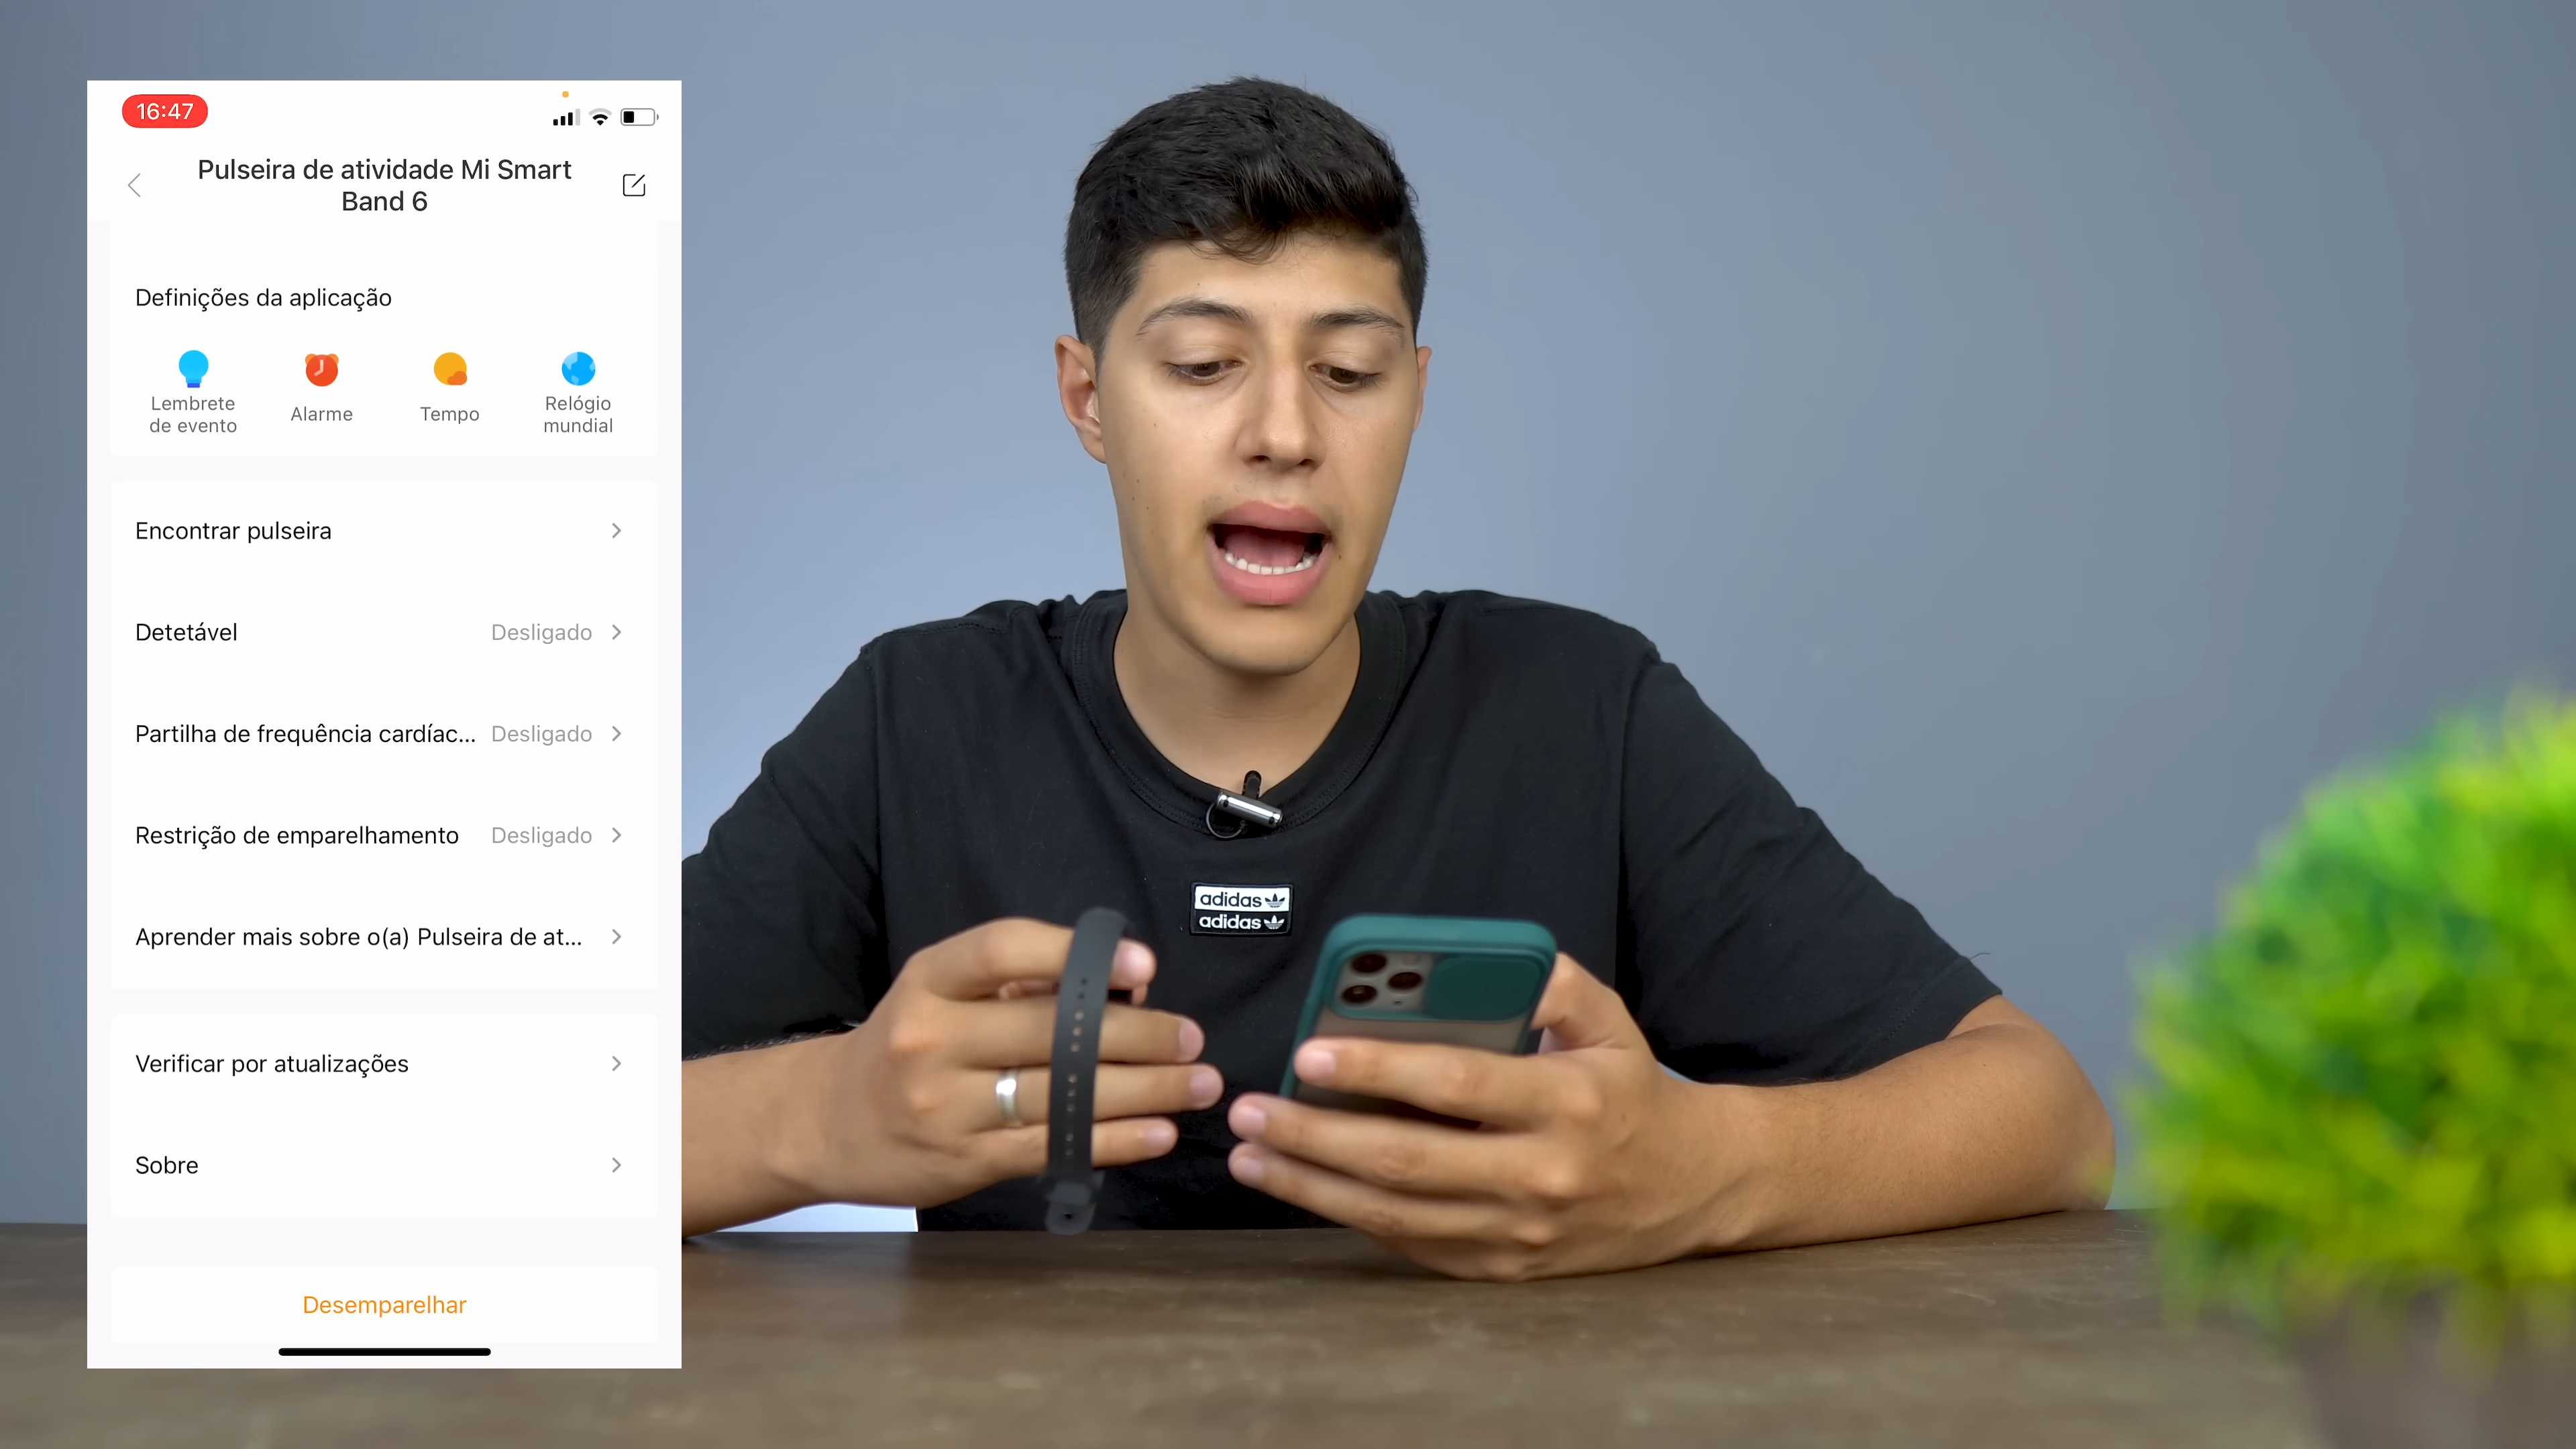 16:47
Pulseira de atividade Mi Smart
Band 6
Definições da aplicação
Lembrete
de evento
Alarme
Tempo
Relógio
mundial
Encontrar pulseira
Detetável
Desligado
Partilha de frequência cardíac...
Desligado
Restrição de emparelhamento
Desligado
Aprender mais sobre o(a) Pulseira de at...
Verificar por atualizações
Sobre
Desemparelhar
adidas
adidas